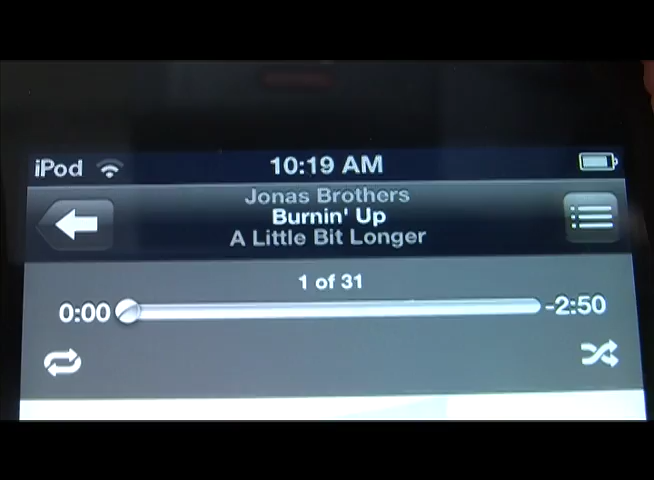 iPod 10:19 AM
Jonas Brothers
Burnin' Up
A Little Bit Longer
1 of 31
0:00 -2:50